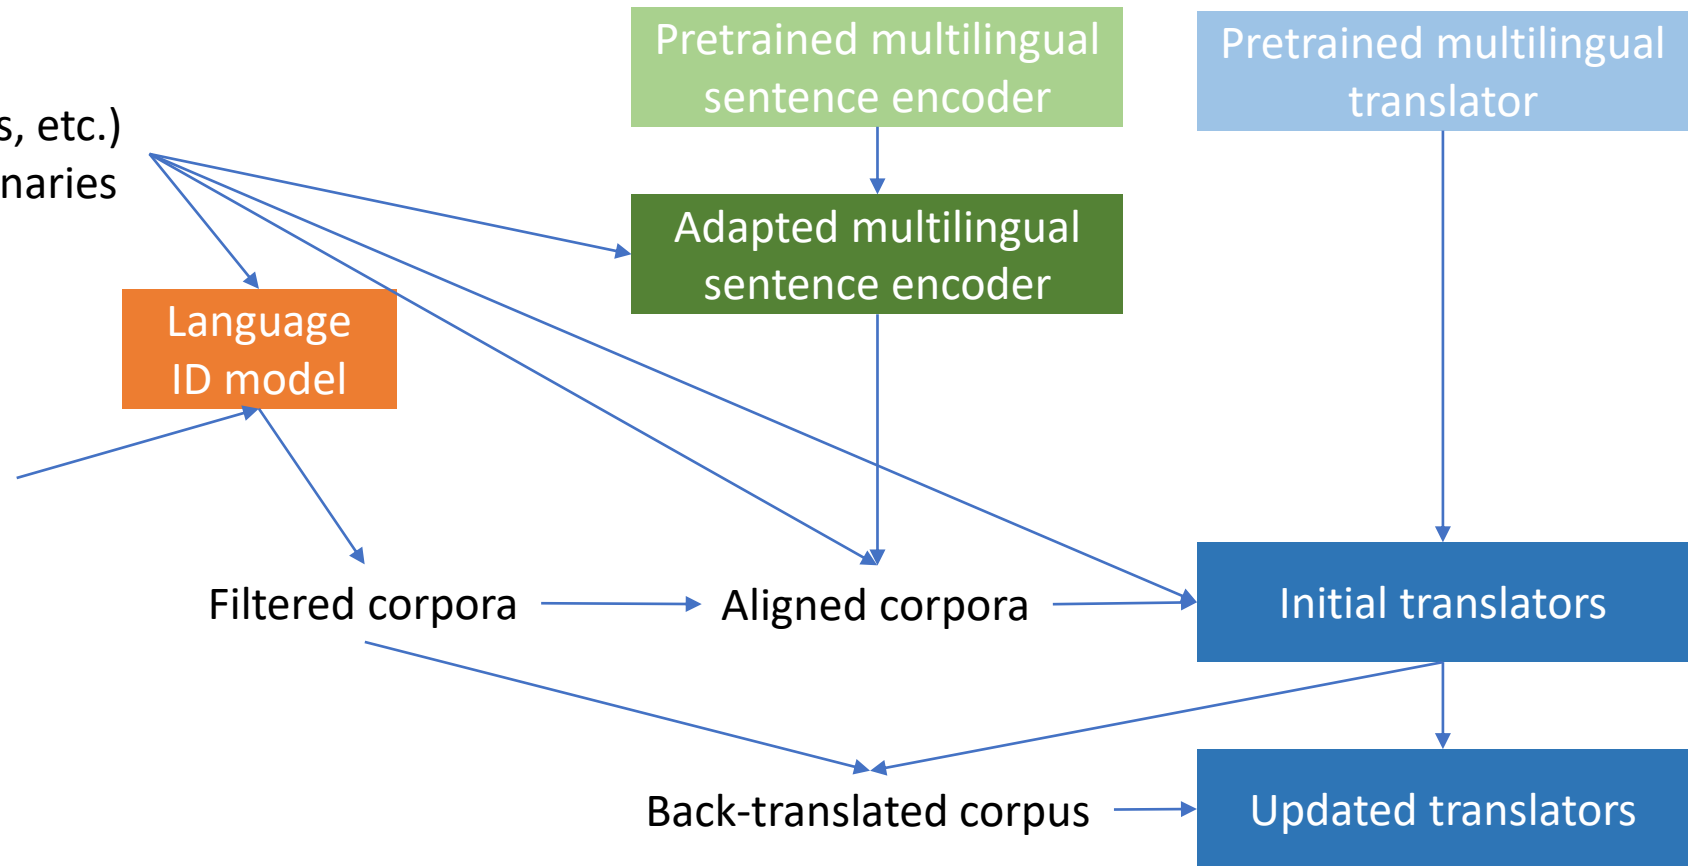 Pretrained multilingual
sentence encoder
Pretrained multilingual
translator
s, etc.)
naries
Adapted multilingual
sentence encoder
Language
ID model
Filtered corpora
Aligned corpora
Initial translators
Back-translated corpus
Updated translators